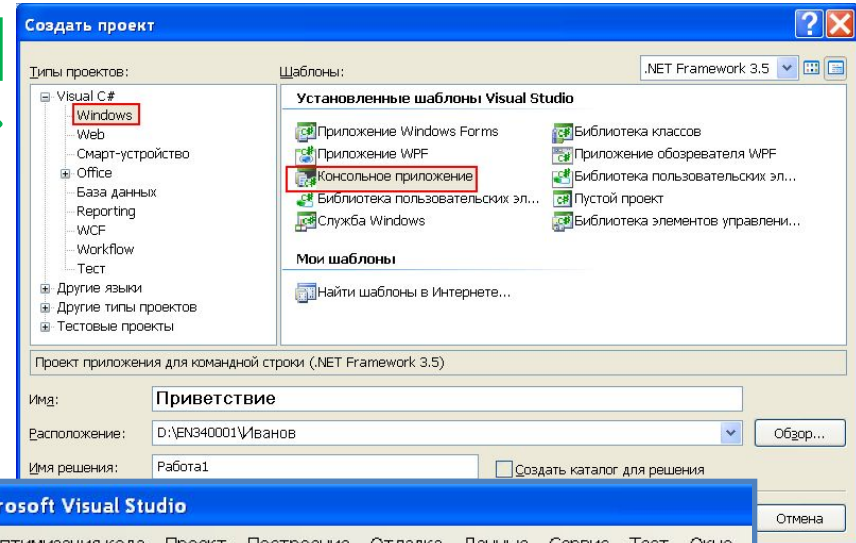 Создать проект
Типы проектов:
Шаблоны:
.NET Framework 3.5
Visual C#
Windows
Web
Смарт-устройство
Office
База данных
Reporting
WCF
Workflow
Тест
Другие языки
Другие типы проектов
Тестовые проекты
Установленные шаблоны Visual Studio
Приложение Windows Forms
Приложение WPF
Консольное приложение
Библиотека пользовательских эл...
Служба Windows
Библиотека классов
Приложение обозревателя WPF
Библиотека пользовательских эл...
Пустой проект
Библиотека элементов управлени...
Мои шаблоны
Найти шаблоны в Интернете...
Проект приложения для командной строки (.NET Framework 3.5)
Имя: Приветствие
Расположение: D:\EN340001\Иванов Обзор...
Имя решения: Работа1 Создать каталог для решения
Отмена
rosoft Visual Studio
птимизация кода Проект Построение Отладка Данные Сервис Тест Окно